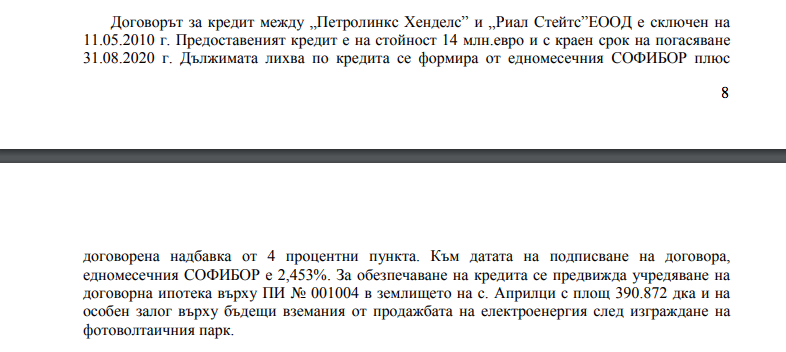 Договорът за кредит между „Петролинкс Хенделс” и „Риал Стейтс”ЕООД е сключен на
11.05.2010 г. Предоставеният кредит е на стойност 14 млн.евро и с краен срок на погасяване
31.08.2020 г. Дължимата лихва по кредита се формира от едномесечния СОФИБОР плюс
8
договорена надбавка от 4 процентни пункта. Към датата на подписване на договора,
едномесечния СОФИБОР е 2,453%. За обезпечаване на кредита се предвижда учредяване на
договорна ипотека върху ПИ № 001004 в землището на с. Априлци с площ 390.872 дка и на
особен залог върху бъдещи вземания от продажбата на електроенергия след изграждане на
фотоволтаичния парк.